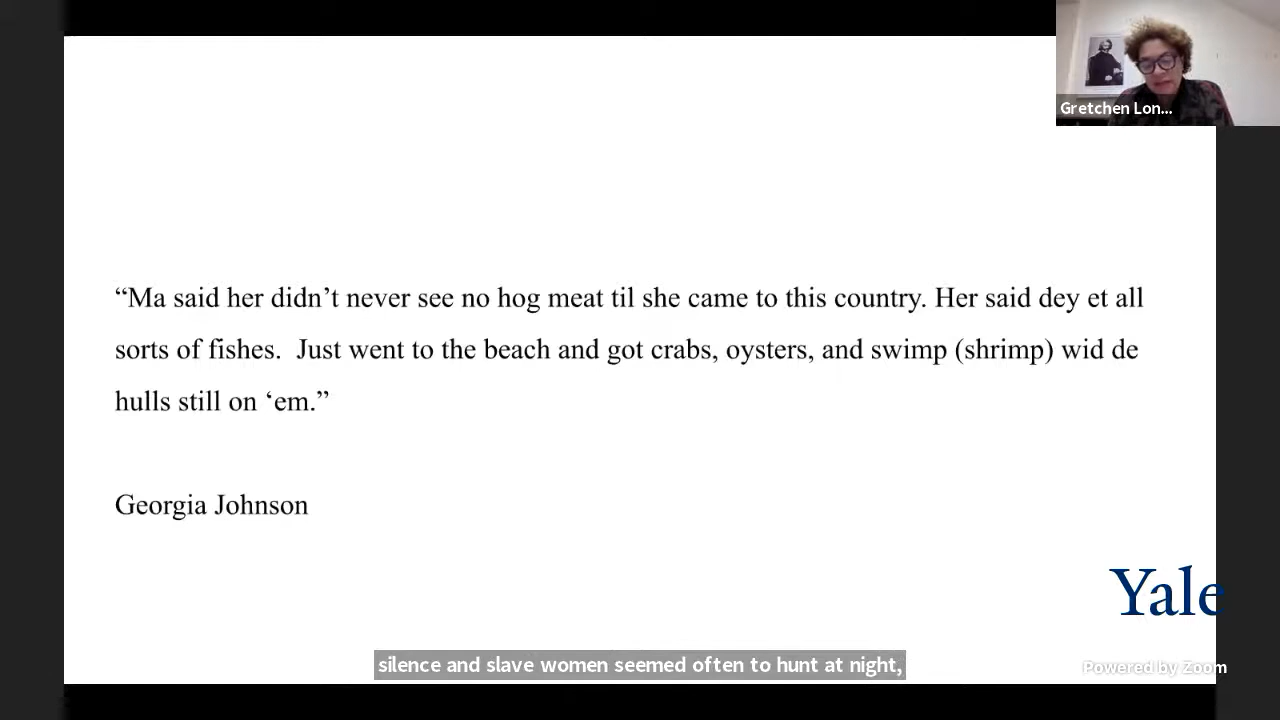 Gretchen Lon...
“Ma said her didn’t never see no hog meat til she came to this country. Her said dey et all
sorts of fishes.  Just went to the beach and got crabs, oysters, and swimp (shrimp) wid de
hulls still on ‘em.”
Georgia Johnson
Yale
silence and slave women seemed often to hunt at night,
Powered by Zoom